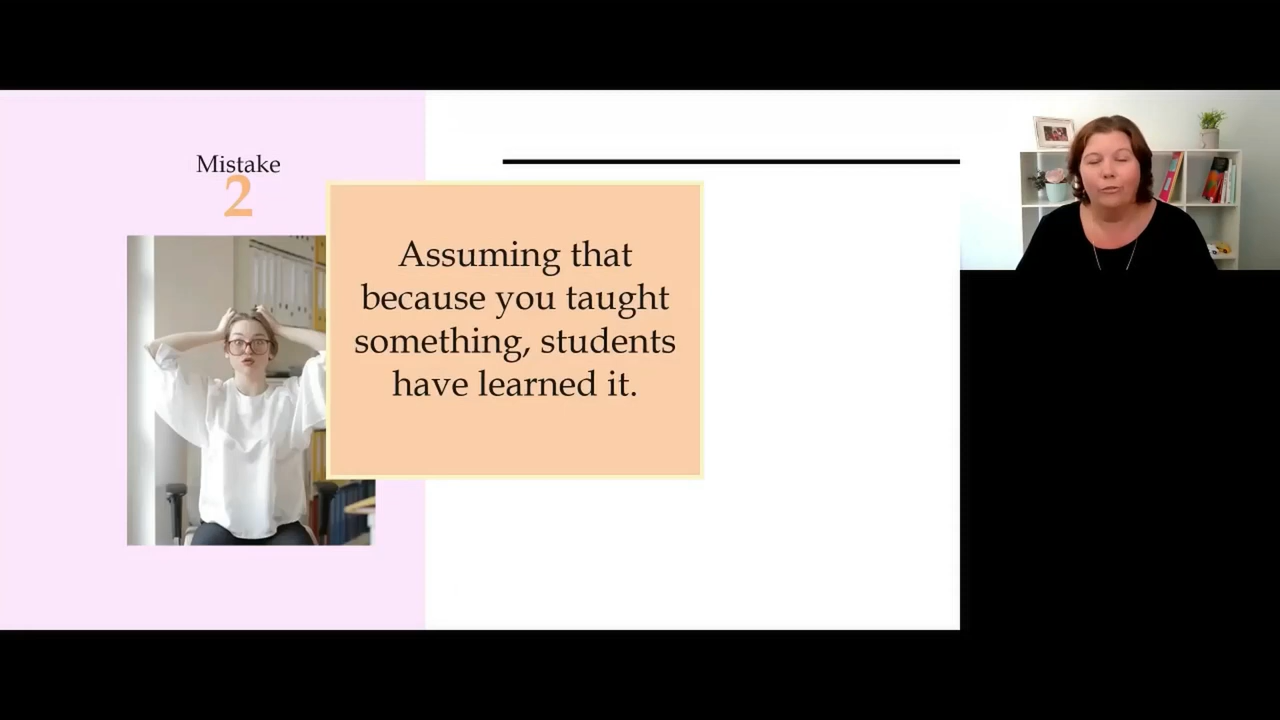 Mistake
2
Assuming that
because you taught
something, students
have learned it.